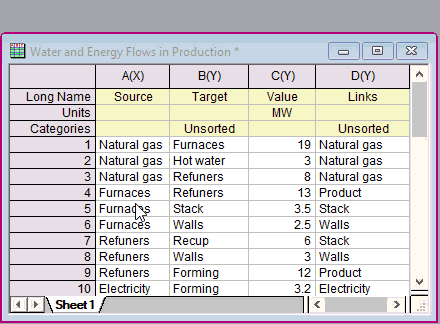 Water and Energy Flows in Production *
A(X) B(Y) C(Y) D(Y)
Long Name Source Target Value Links
Units MW
Categories Unsorted Unsorted
1 Natural gas Furnaces 19 Natural gas
2 Natural gas Hot water 3 Natural gas
3 Natural gas Refuners 8 Natural gas
4 Furnaces Refuners 13 Product
5 Furnaces Stack 3.5 Stack
6 Furnaces Walls 2.5 Walls
7 Refuners Recup 6 Stack
8 Refuners Walls 3 Walls
9 Refuners Forming 12 Product
10 Electricity Forming 3.2 Walls
Sheet1